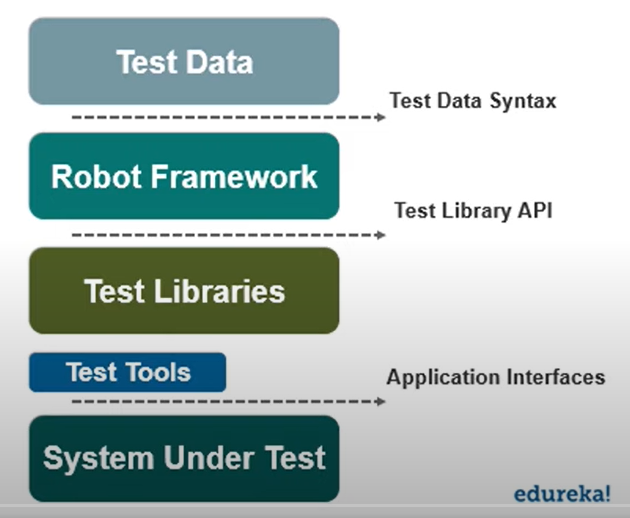 Test Data
Test Data Syntax
Robot Framework
Test Library API
Test Libraries
Test Tools
Application Interfaces
System Under Test
edureka!